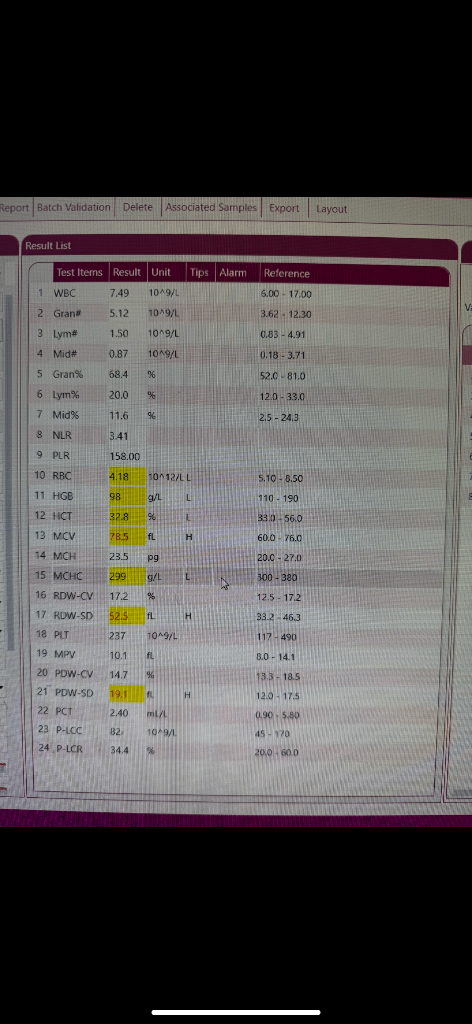 Report Batch Validation Delete Associated Samples Export Layout
Result List
Test Items Result Unit Tips Alarm Reference
1 WBC 7.49 10^9/L 6.00 - 17.00
2 Gran# 5.12 10^9/L 3.62 - 12.30
3 Lym# 1.50 10^9/L 0.83 - 4.91
4 Mid# 0.87 10^9/L 0.18 - 3.71
5 Gran% 68.4 % 52.0 - 81.0
6 Lym% 20.0 % 12.0 - 33.0
7 Mid% 11.6 % 2.5 - 24.3
8 NLR 3.41
9 PLR 158.00
10 RBC 4.18 10^12/L L 5.10 - 8.50
11 HGB 98 g/L L 110 - 190
12 HCT 32.8 % L 33.0 - 56.0
13 MCV 78.5 fL H 60.0 - 76.0
14 MCH 23.5 pg 20.0 - 27.0
15 MCHC 299 g/L L 300 - 380
16 RDW-CV 17.2 % 12.5 - 17.2
17 RDW-SD 52.5 fL H 33.2 - 46.3
18 PLT 237 10^9/L 117 - 490
19 MPV 10.1 fL 8.0 - 14.1
20 PDW-CV 14.7 % 13.3 - 18.5
21 PDW-SD 19.1 fL H 12.0 - 17.5
22 PCT 2.40 mL/L 0.90 - 5.80
23 P-LCC 82 10^9/L 45 - 170
24 P-LCR 34.4 % 20.0 - 60.0